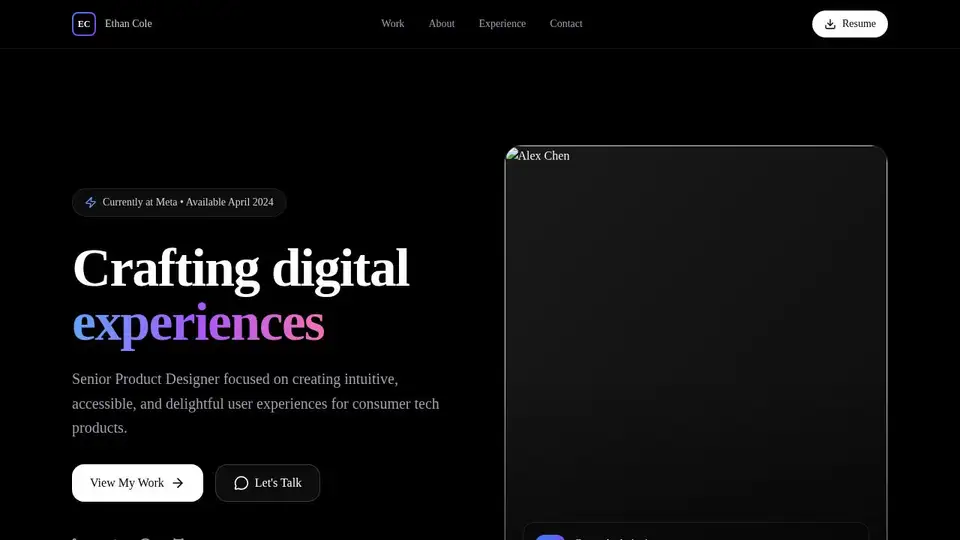 EC
Ethan Cole
Work
About
Experience
Contact
Resume
Alex Chen
Currently at Meta • Available April 2024
Crafting digital
experiences
Senior Product Designer focused on creating intuitive,
accessible, and delightful user experiences for consumer tech
products.
View My Work
Let's Talk